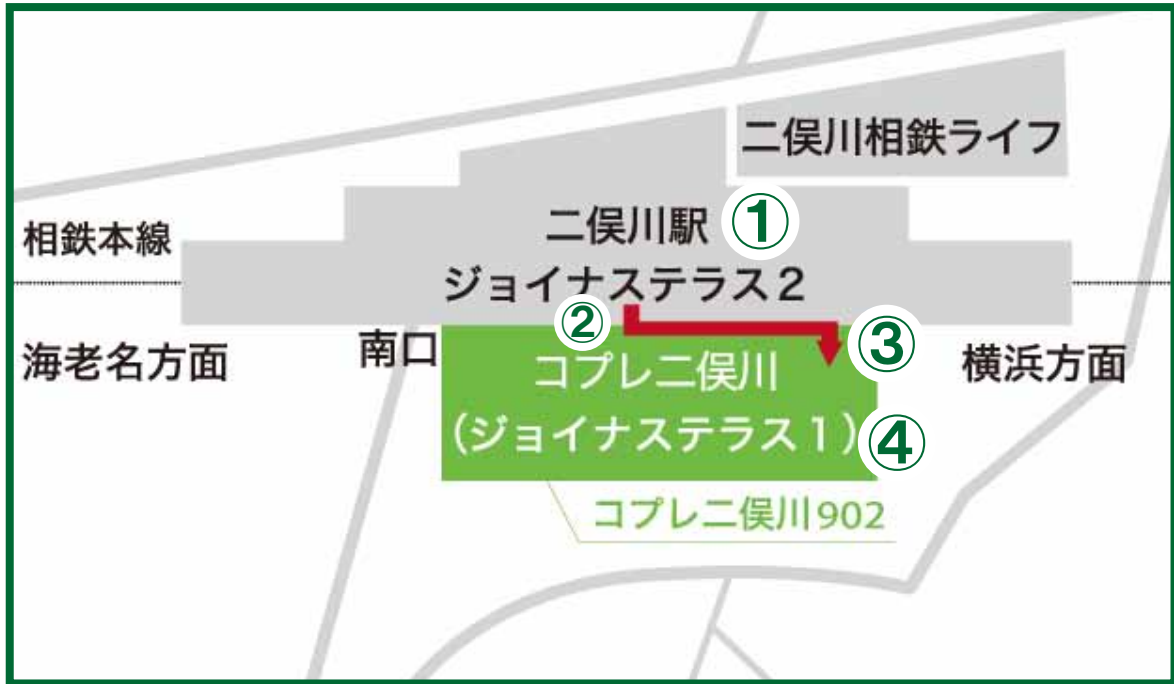 二俣川相鉄ライフ
相鉄本線
二俣川駅 ①
ジョイナステラス2
②
③
海老名方面
南口
横浜方面
コプレ二俣川
(ジョイナステラス1)
④
コプレ二俣川902